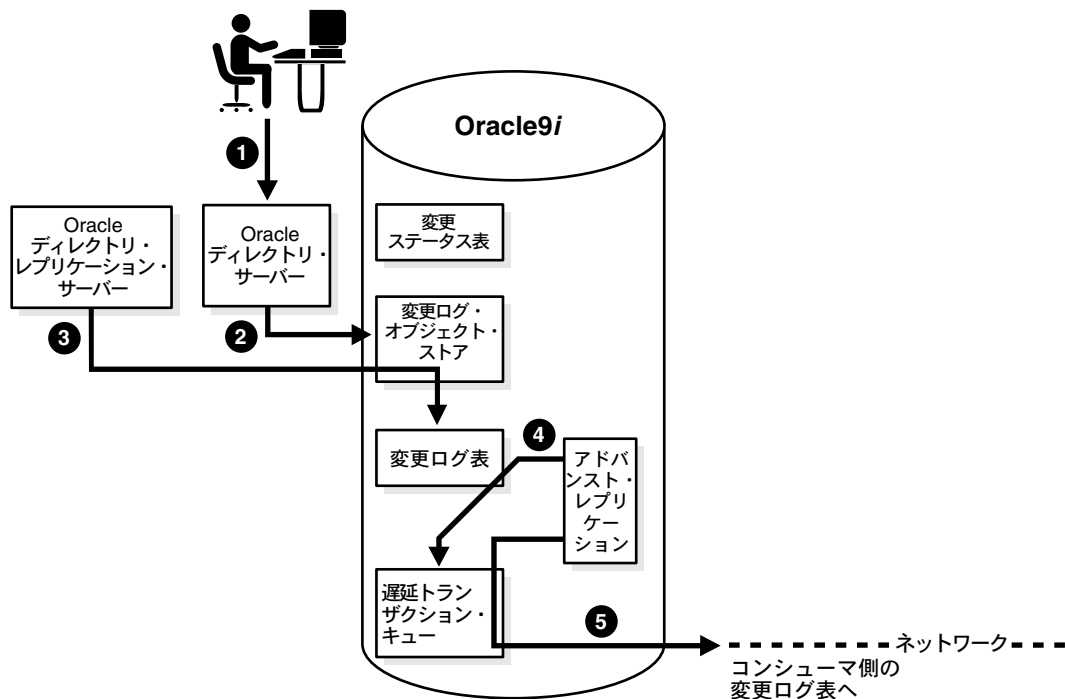 Oracle9i
1
Oracle
ディレクトリ・
レプリケーション・
サーバー
Oracle
ディレクトリ・
サーバー
変更
ステータス表
3
2
変更ログ・
オブジェクト・
ストア
変更ログ表
4
アドバ
ンスト・
レプリ
ケー
ション
遅延トラン
ザクション・
キュー
5
ネットワーク
コンシューマ側の
変更ログ表へ